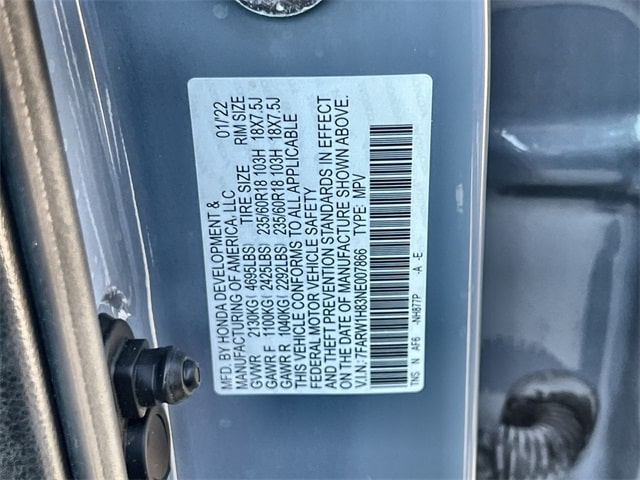 MFD. BY HONDA DEVELOPMENT &
MANUFACTURING OF AMERICA, LLC 01/22
TIRE SIZE RIM SIZE
GVWR 2130KG( 4695LBS)
GAWR F 1100KG( 2425LBS) 235/60R18 103H 18X7.5J
GAWR R 1040KG( 2292LBS) 235/60R18 103H 18X7.5J
THIS VEHICLE CONFORMS TO ALL APPLICABLE
FEDERAL MOTOR VEHICLE SAFETY
AND THEFT PREVENTION STANDARDS IN EFFECT
ON THE DATE OF MANUFACTURE SHOWN ABOVE.
V.I.N.: 7FARW1H83NE007866 TYPE: MPV
TNS N AF6 -NH877P -A -E